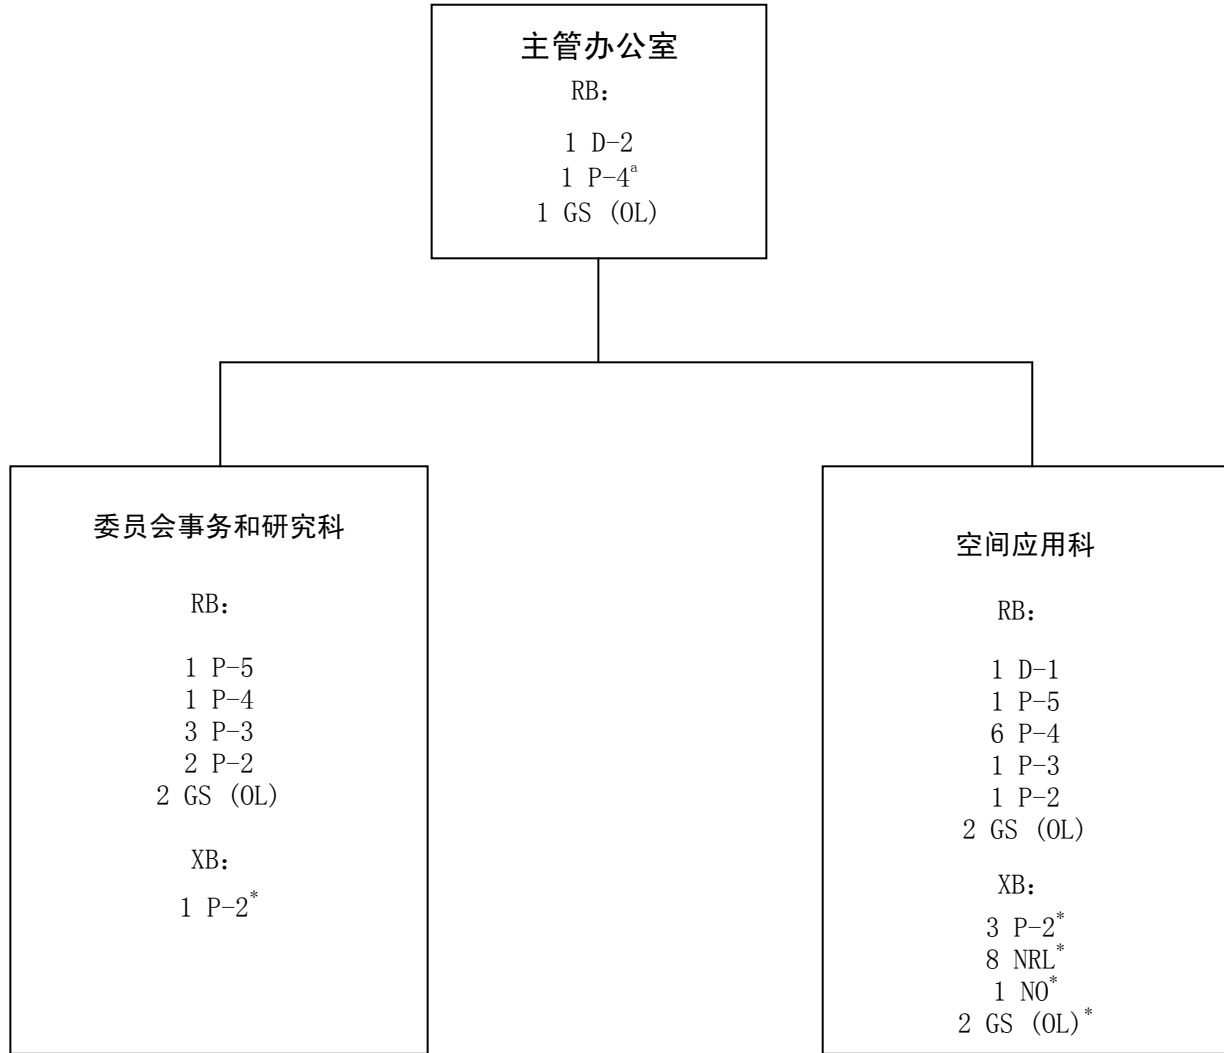 主管办公室
RB：
1 D-2
1 P-4ᵃ
1 GS (OL)
委员会事务和研究科
RB：
1 P-5
1 P-4
3 P-3
2 P-2
2 GS (OL)
XB：
1 P-2*
空间应用科
RB：
1 D-1
1 P-5
6 P-4
1 P-3
1 P-2
2 GS (OL)
XB：
3 P-2*
8 NRL*
1 NO*
2 GS (OL)*